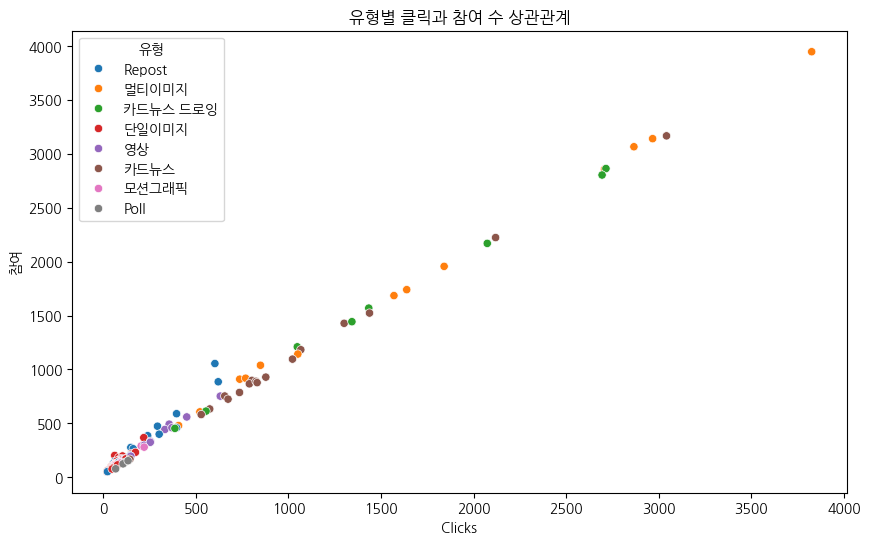 유형별 클릭과 참여 수 상관관계
유형
Repost
멀티이미지
카드뉴스 드로잉
단일이미지
영상
카드뉴스
모션그래픽
Poll
참여
4000
3500
3000
2500
2000
1500
1000
500
0
0 500 1000 1500 2000 2500 3000 3500 4000
Clicks